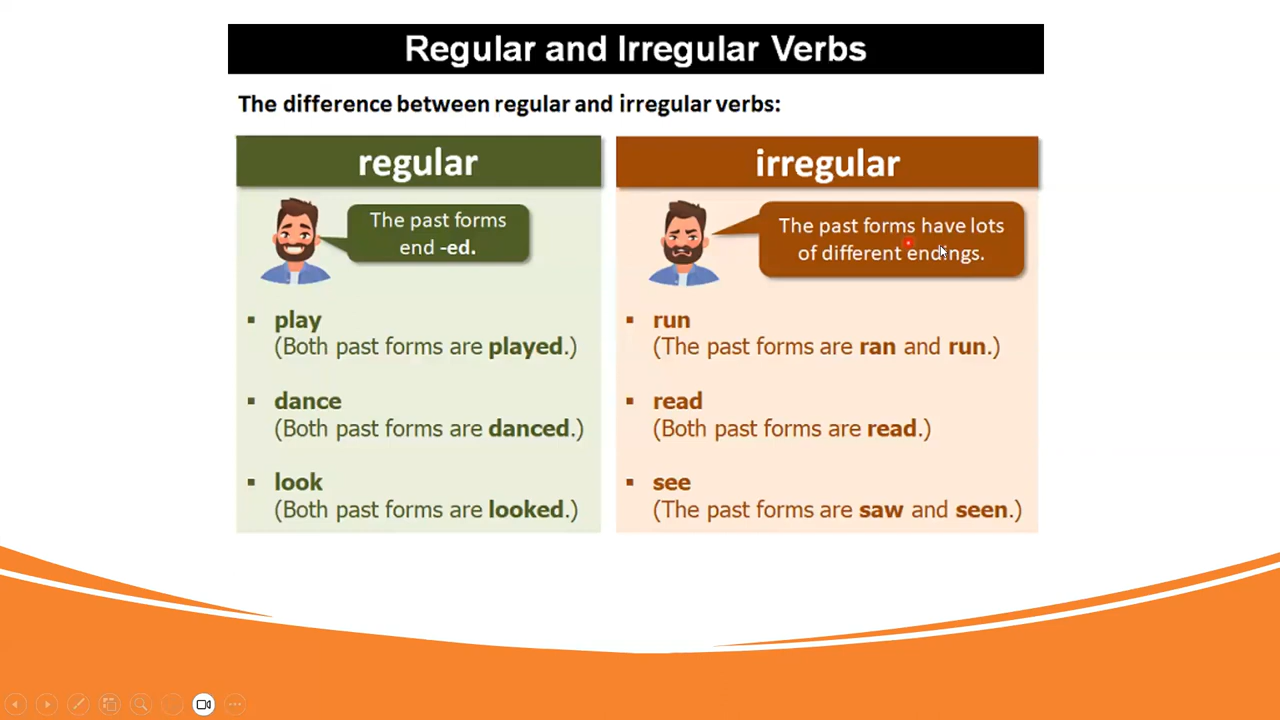 Regular and Irregular Verbs
The difference between regular and irregular verbs:
regular
The past forms
end -ed.
▪ play
(Both past forms are played.)
▪ dance
(Both past forms are danced.)
▪ look
(Both past forms are looked.)
irregular
The past forms have lots
of different endings.
▪ run
(The past forms are ran and run.)
▪ read
(Both past forms are read.)
▪ see
(The past forms are saw and seen.)